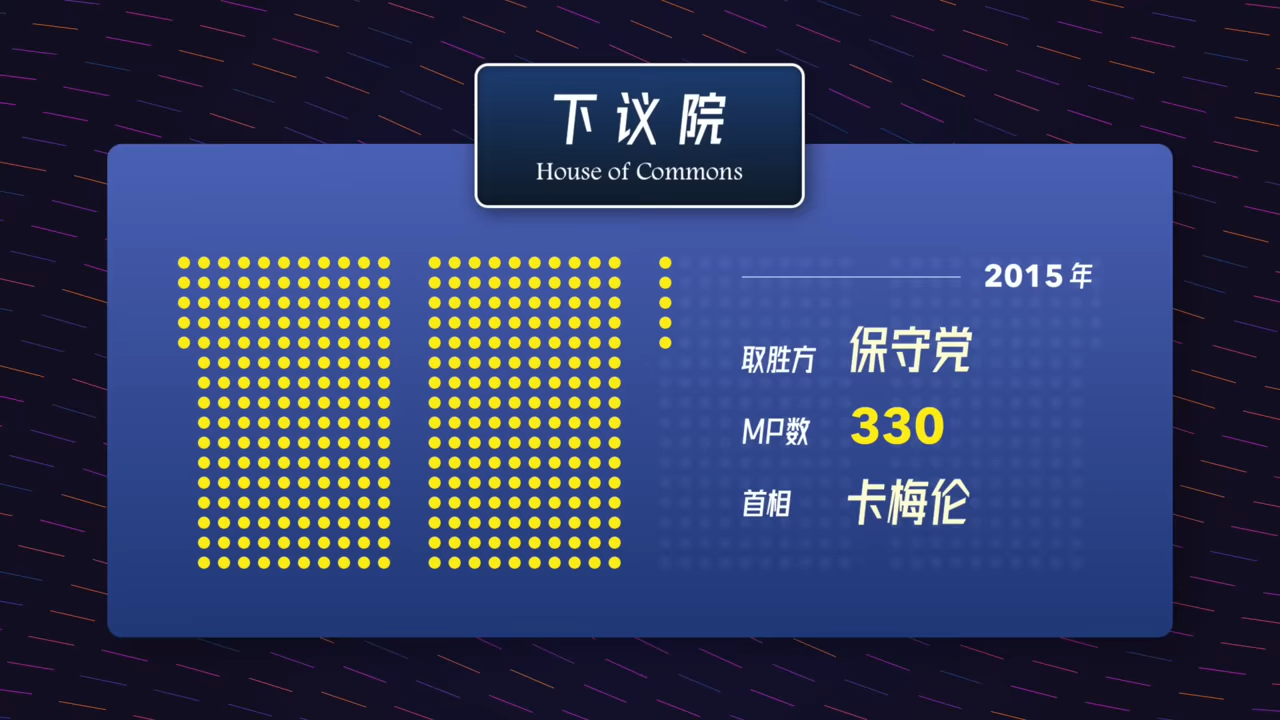 下议院
House of Commons
2015年
取胜方 保守党
MP数 330
首相 卡梅伦